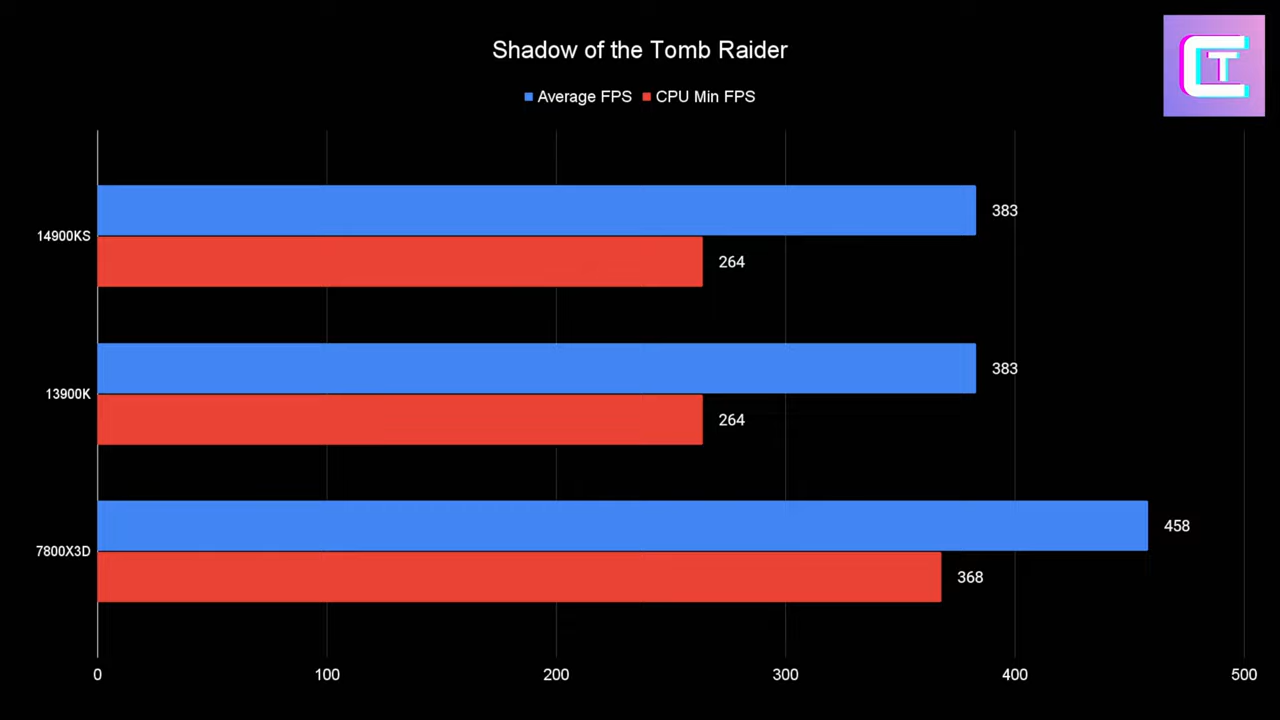 Shadow of the Tomb Raider
CT
Average FPS CPU Min FPS
383
14900KS
264
383
13900K
264
458
7800X3D
368
0 100 200 300 400 500